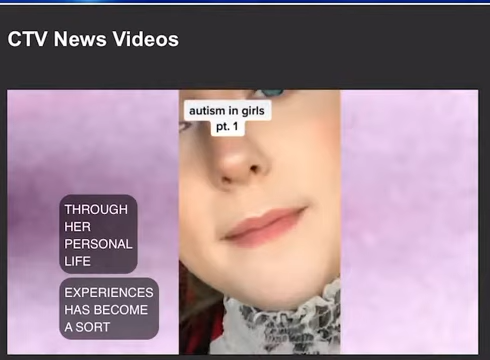 CTV News Videos
autism in girls
pt. 1
THROUGH
HER
PERSONAL
LIFE
EXPERIENCES
HAS BECOME
A SORT